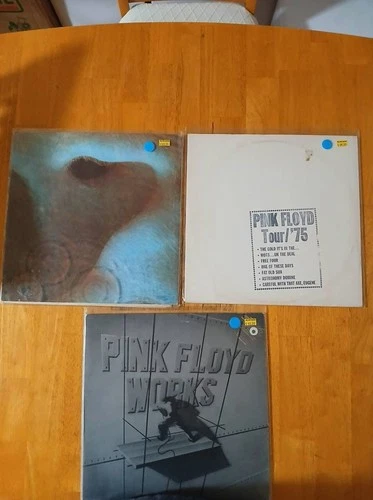 PINK FLOYD
Tour/'75
• THE GOLD IT'S IN THE...
• WOTS...UH THE DEAL
• FREE FOUR
• ONE OF THESE DAYS
• FAT OLD SUN
• ASTRONOMY DOMINE
• CAREFUL WITH THAT AXE, EUGENE
PINK FLOYD
WORKS